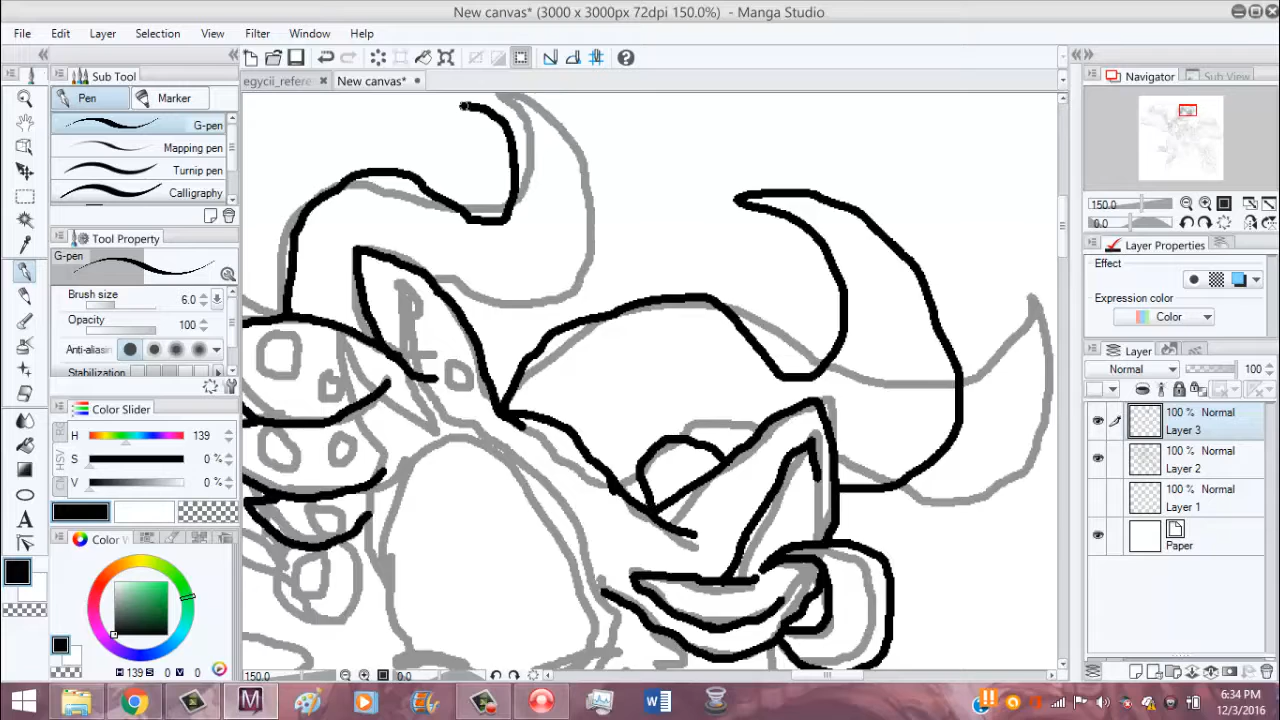 New canvas* (3000 x 3000px 72dpi 150.0%) - Manga Studio
File Edit Layer Selection View Filter Window Help
Sub Tool
egycii_refere New canvas*
Navigator Sub View
Pen Marker
G-pen
Mapping pen
Turnip pen
Calligraphy
150.0
0.0
Tool Property
G-pen
Layer Properties
Effect
Brush size 6.0
Expression color
Opacity 100
Color
Anti-aliasin
Layer
Stabilization
Normal 100
Color Slider
H 139
S 0 %
V 0 %
100 % Normal
Layer 3
100 % Normal
Layer 2
100 % Normal
Layer 1
Paper
Color
H 139 S 0 V 0
150.0 0.0
6:34 PM
12/3/2016